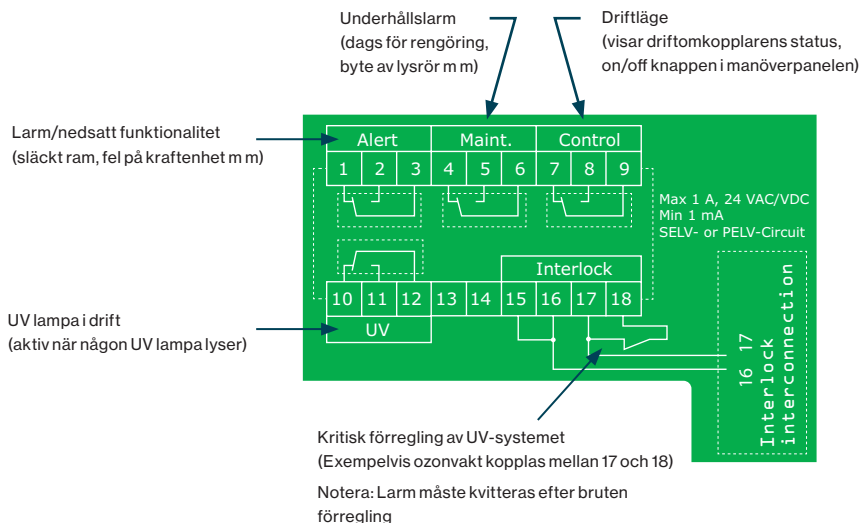 Underhållslarm
(dags för rengöring,
byte av lysrör m m)
Driftläge
(visar driftomkopplarens status,
on/off knappen i manöverpanelen)
Larm/nedsatt funktionalitet
(släckt ram, fel på kraftenhet m m)
Alert Maint. Control
1 2 3 4 5 6 7 8 9
Max 1 A, 24 VAC/VDC
Min 1 mA
SELV- or PELV-Circuit
Interlock
10 11 12 13 14 15 16 17 18
UV
16 17
Interlock
interconnection
UV lampa i drift
(aktiv när någon UV lampa lyser)
Kritisk förregling av UV-systemet
(Exempelvis ozonvakt kopplas mellan 17 och 18)
Notera: Larm måste kvitteras efter bruten
förregling